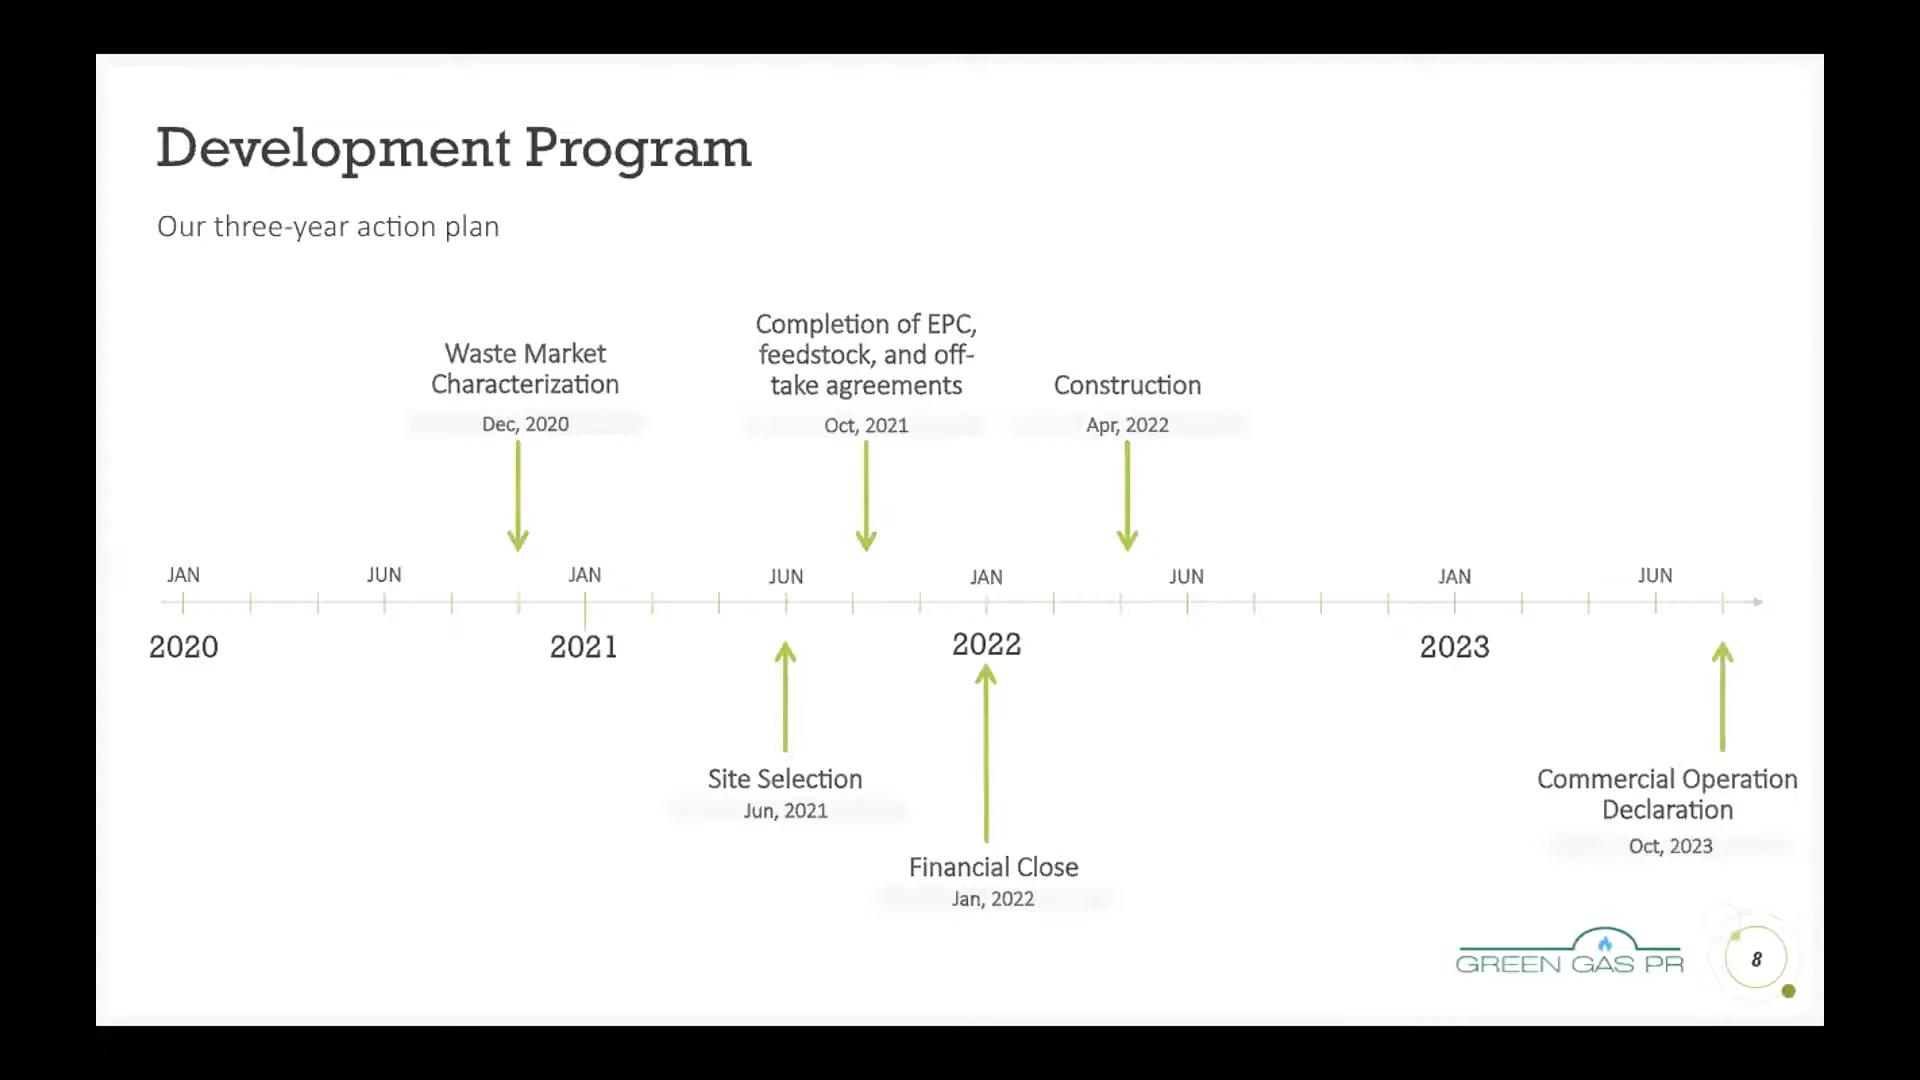 Development Program
Our three-year action plan
Waste Market
Characterization
Dec, 2020
Completion of EPC,
feedstock, and off-
take agreements
Oct, 2021
Construction
Apr, 2022
JAN JUN JAN JUN JAN JUN JAN JUN
2020 2021 2022 2023
Site Selection
Jun, 2021
Financial Close
Jan, 2022
Commercial Operation
Declaration
Oct, 2023
GREEN GAS PR
8